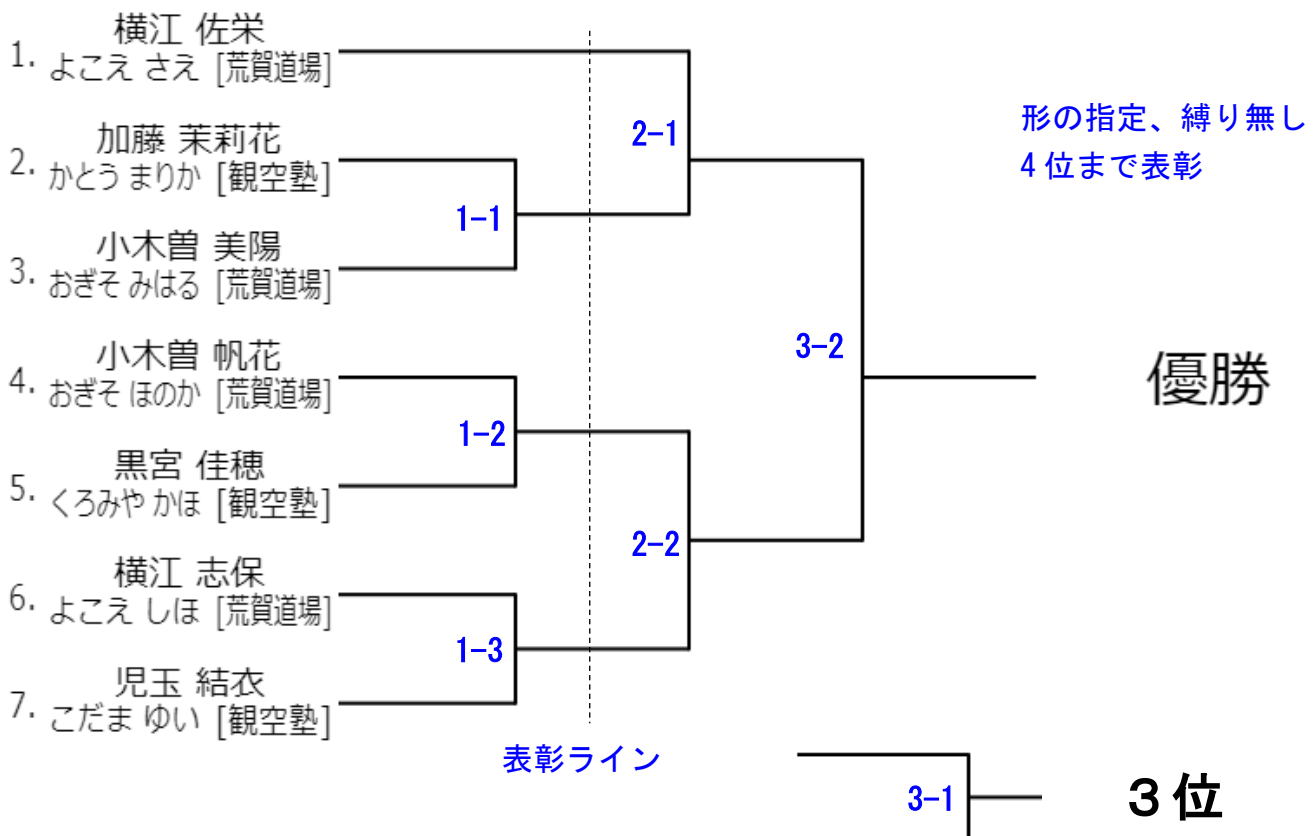 横江 佐栄
1. よこえ さえ [荒賀道場]
加藤 茉莉花
2. かとう まりか [観空塾]
小木曽 美陽
3. おぎそ みはる [荒賀道場]
小木曽 帆花
4. おぎそ ほのか [荒賀道場]
黒宮 佳穂
5. くろみや かほ [観空塾]
横江 志保
6. よこえ しほ [荒賀道場]
児玉 結衣
7. こだま ゆい [観空塾]
1-1
1-2
1-3
表彰ライン
2-1
2-2
3-2
形の指定、縛り無し
4位まで表彰
優勝
3-1
3位